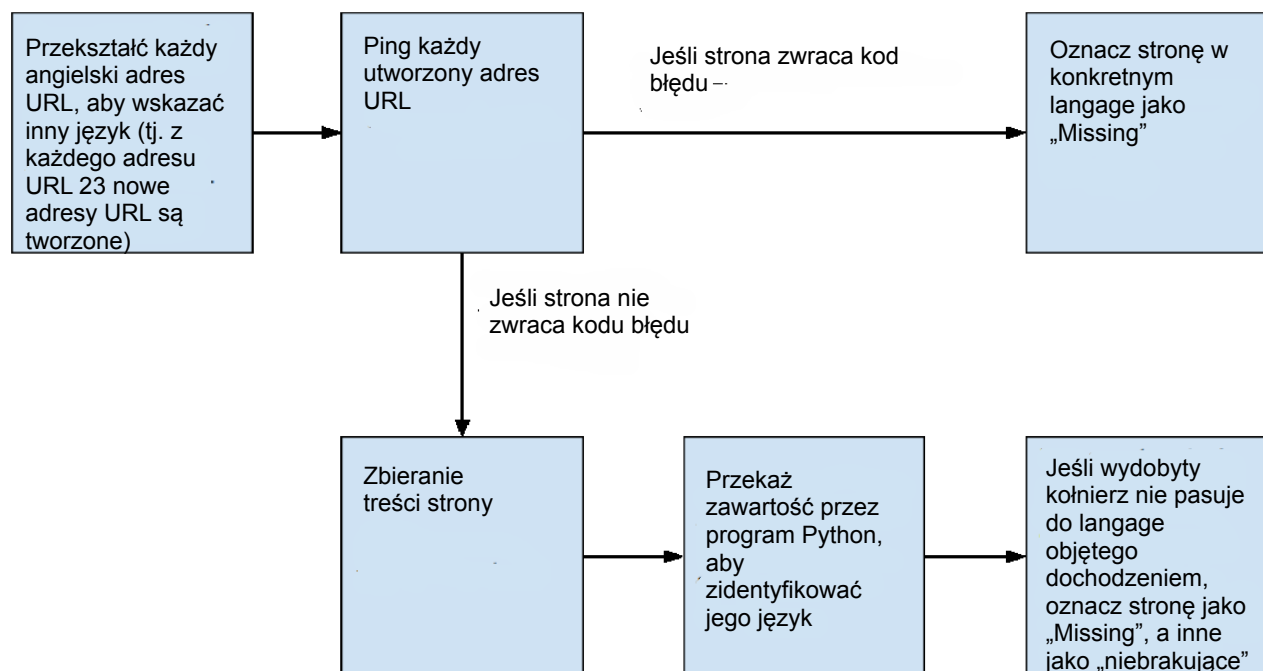 Przekształć każdy
angielski adres
URL, aby wskazać
inny język (tj. z
każdego adresu
URL 23 nowe
adresy URL są
tworzone)
Ping każdy
utworzony adres
URL
Jeśli strona zwraca kod
błędu –
Oznacz stronę w
konkretnym
langage jako
„Missing”
Jeśli strona nie
zwraca kodu błędu
Zbieranie
treści strony
Przekaż
zawartość przez
program Python,
aby
zidentyfikować
jego język
Jeśli wydobyty
kołnierz nie pasuje
do langage
objętego
dochodzeniem,
oznacz stronę jako
„Missing”, a inne
jako „niebrakujące”